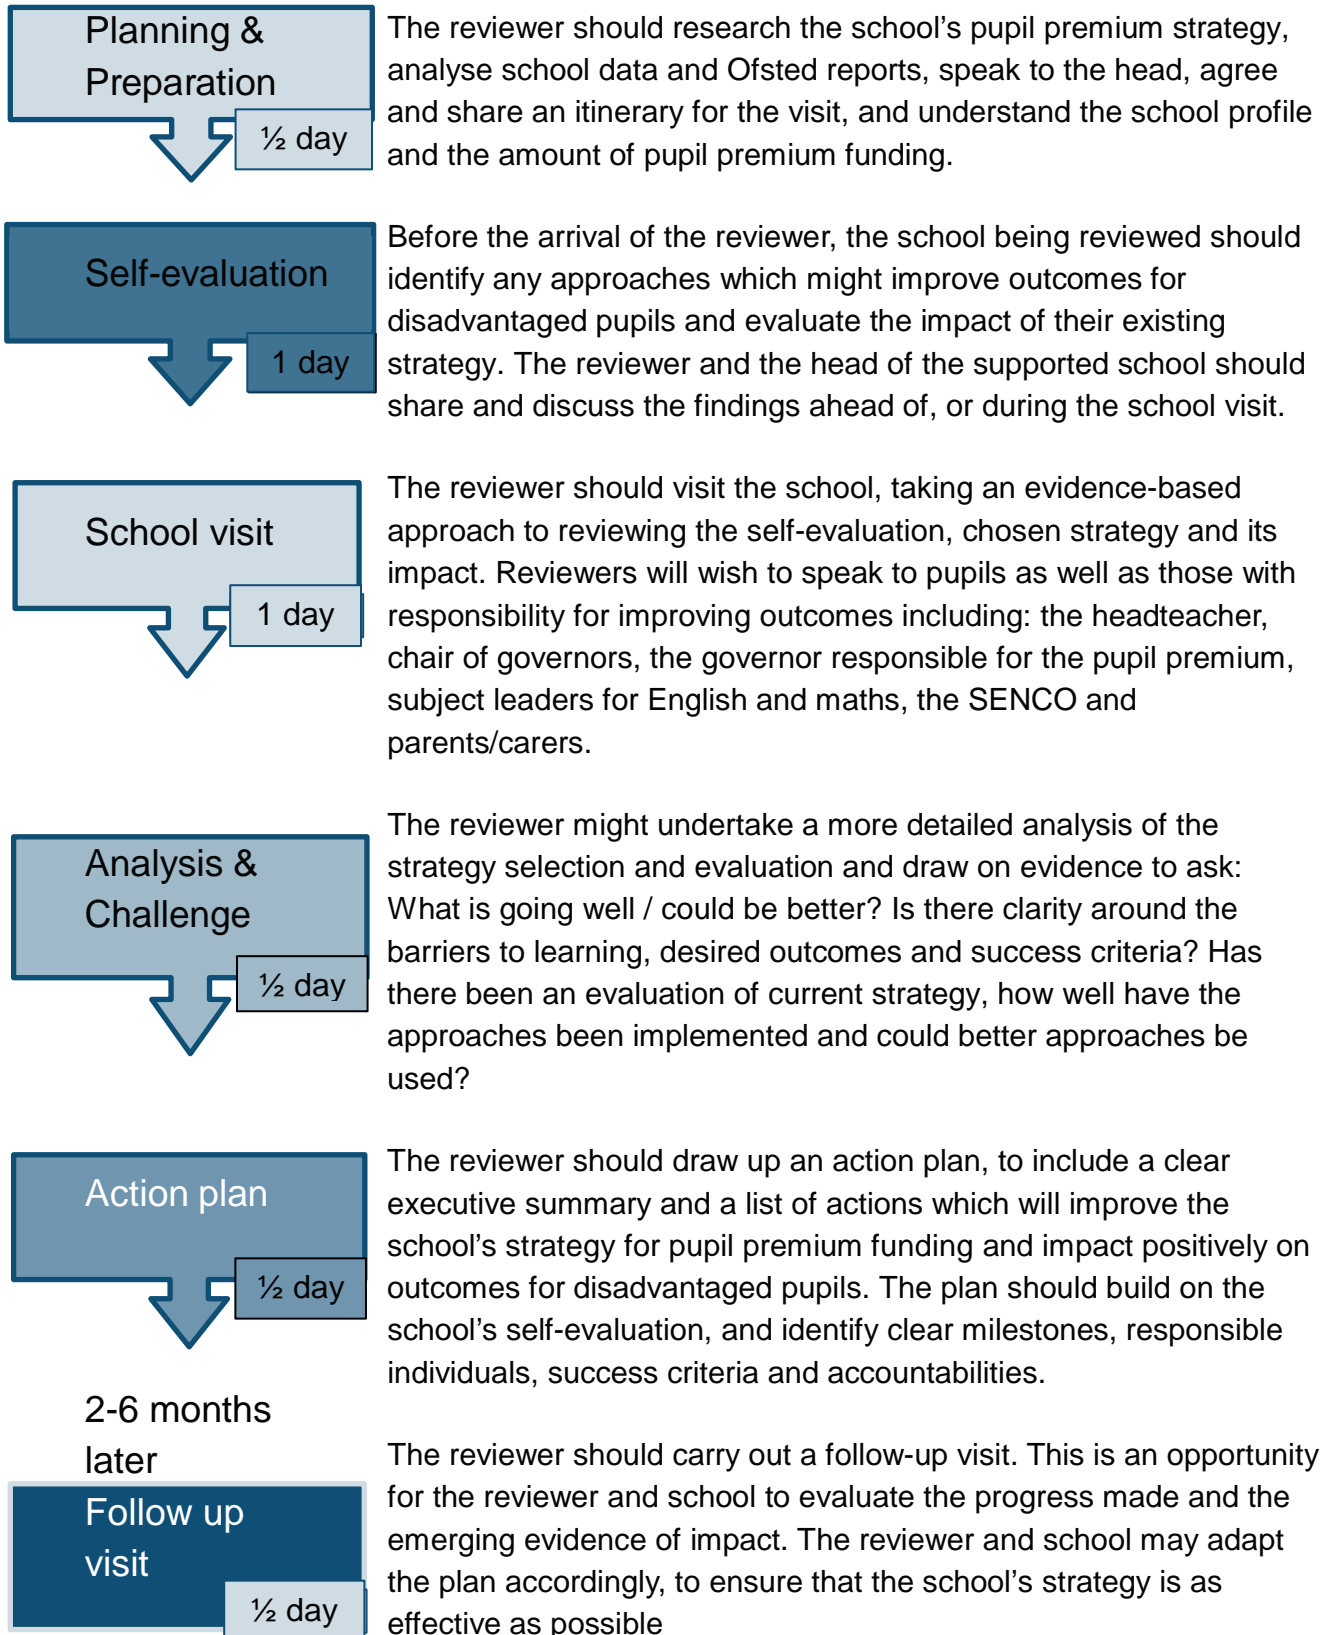 Planning &
Preparation
½ day
The reviewer should research the school’s pupil premium strategy,
analyse school data and Ofsted reports, speak to the head, agree
and share an itinerary for the visit, and understand the school profile
and the amount of pupil premium funding.
Self-evaluation
1 day
Before the arrival of the reviewer, the school being reviewed should
identify any approaches which might improve outcomes for
disadvantaged pupils and evaluate the impact of their existing
strategy. The reviewer and the head of the supported school should
share and discuss the findings ahead of, or during the school visit.
School visit
1 day
The reviewer should visit the school, taking an evidence-based
approach to reviewing the self-evaluation, chosen strategy and its
impact. Reviewers will wish to speak to pupils as well as those with
responsibility for improving outcomes including: the headteacher,
chair of governors, the governor responsible for the pupil premium,
subject leaders for English and maths, the SENCO and
parents/carers.
Analysis &
Challenge
½ day
The reviewer might undertake a more detailed analysis of the
strategy selection and evaluation and draw on evidence to ask:
What is going well / could be better? Is there clarity around the
barriers to learning, desired outcomes and success criteria? Has
there been an evaluation of current strategy, how well have the
approaches been implemented and could better approaches be
used?
Action plan
½ day
The reviewer should draw up an action plan, to include a clear
executive summary and a list of actions which will improve the
school’s strategy for pupil premium funding and impact positively on
outcomes for disadvantaged pupils. The plan should build on the
school’s self-evaluation, and identify clear milestones, responsible
individuals, success criteria and accountabilities.
2-6 months
later
Follow up
visit
½ day
The reviewer should carry out a follow-up visit. This is an opportunity
for the reviewer and school to evaluate the progress made and the
emerging evidence of impact. The reviewer and school may adapt
the plan accordingly, to ensure that the school’s strategy is as
effective as possible